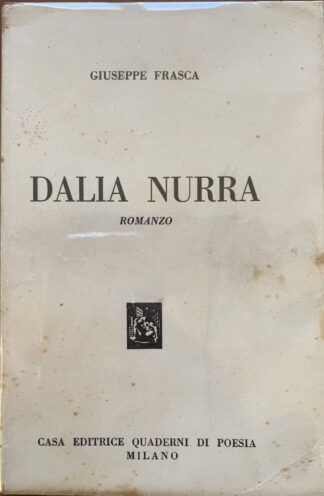 GIUSEPPE FRASCA
DALIA NURRA
ROMANZO
CASA EDITRICE QUADERNI DI POESIA
MILANO